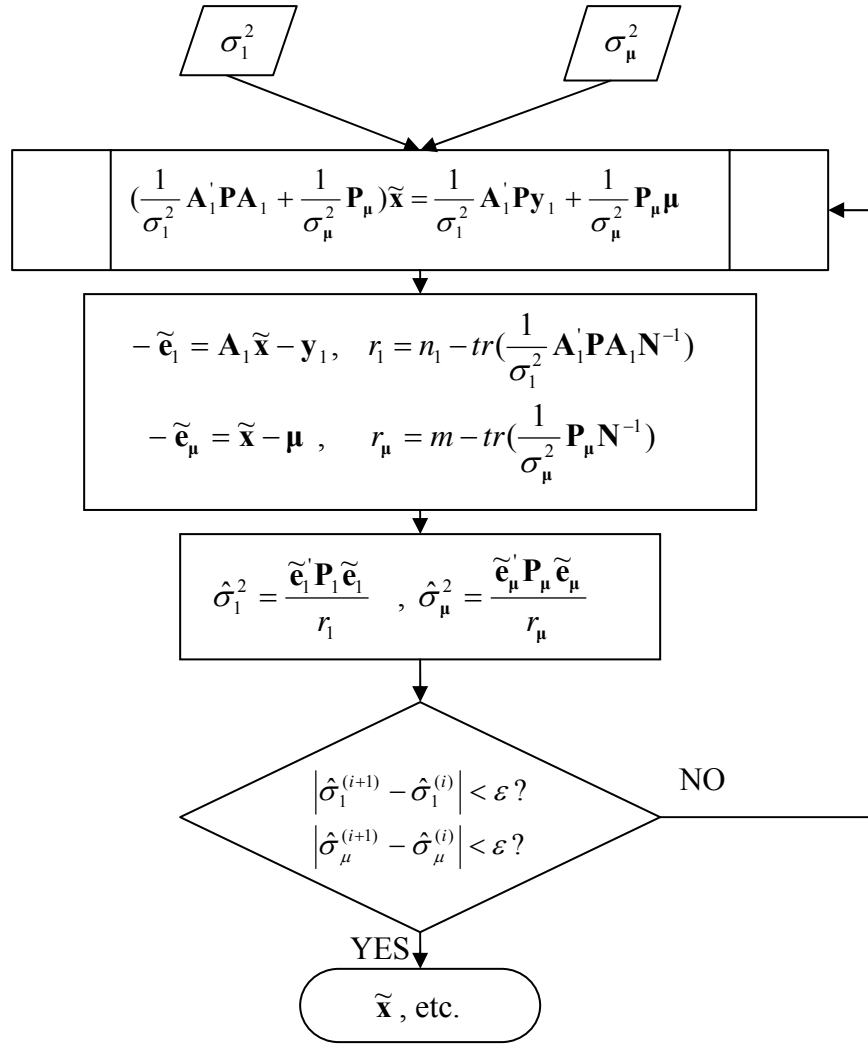 σ₁²
σ_μ²
(1/σ₁² A₁'PA₁ + 1/σ_μ² P_μ)x̃ = 1/σ₁² A₁'Py₁ + 1/σ_μ² P_μμ
− ẽ₁ = A₁x̃ − y₁, r₁ = n₁ − tr(1/σ₁² A₁'PA₁N⁻¹)
− ẽ_μ = x̃ − μ , r_μ = m − tr(1/σ_μ² P_μN⁻¹)
σ̂₁² = ẽ₁'P₁ẽ₁/r₁ , σ̂_μ² = ẽ_μ'P_μẽ_μ/r_μ
|σ̂₁^(i+1) − σ̂₁^(i)| < ε ?
|σ̂_μ^(i+1) − σ̂_μ^(i)| < ε ?
NO
YES
x̃ , etc.